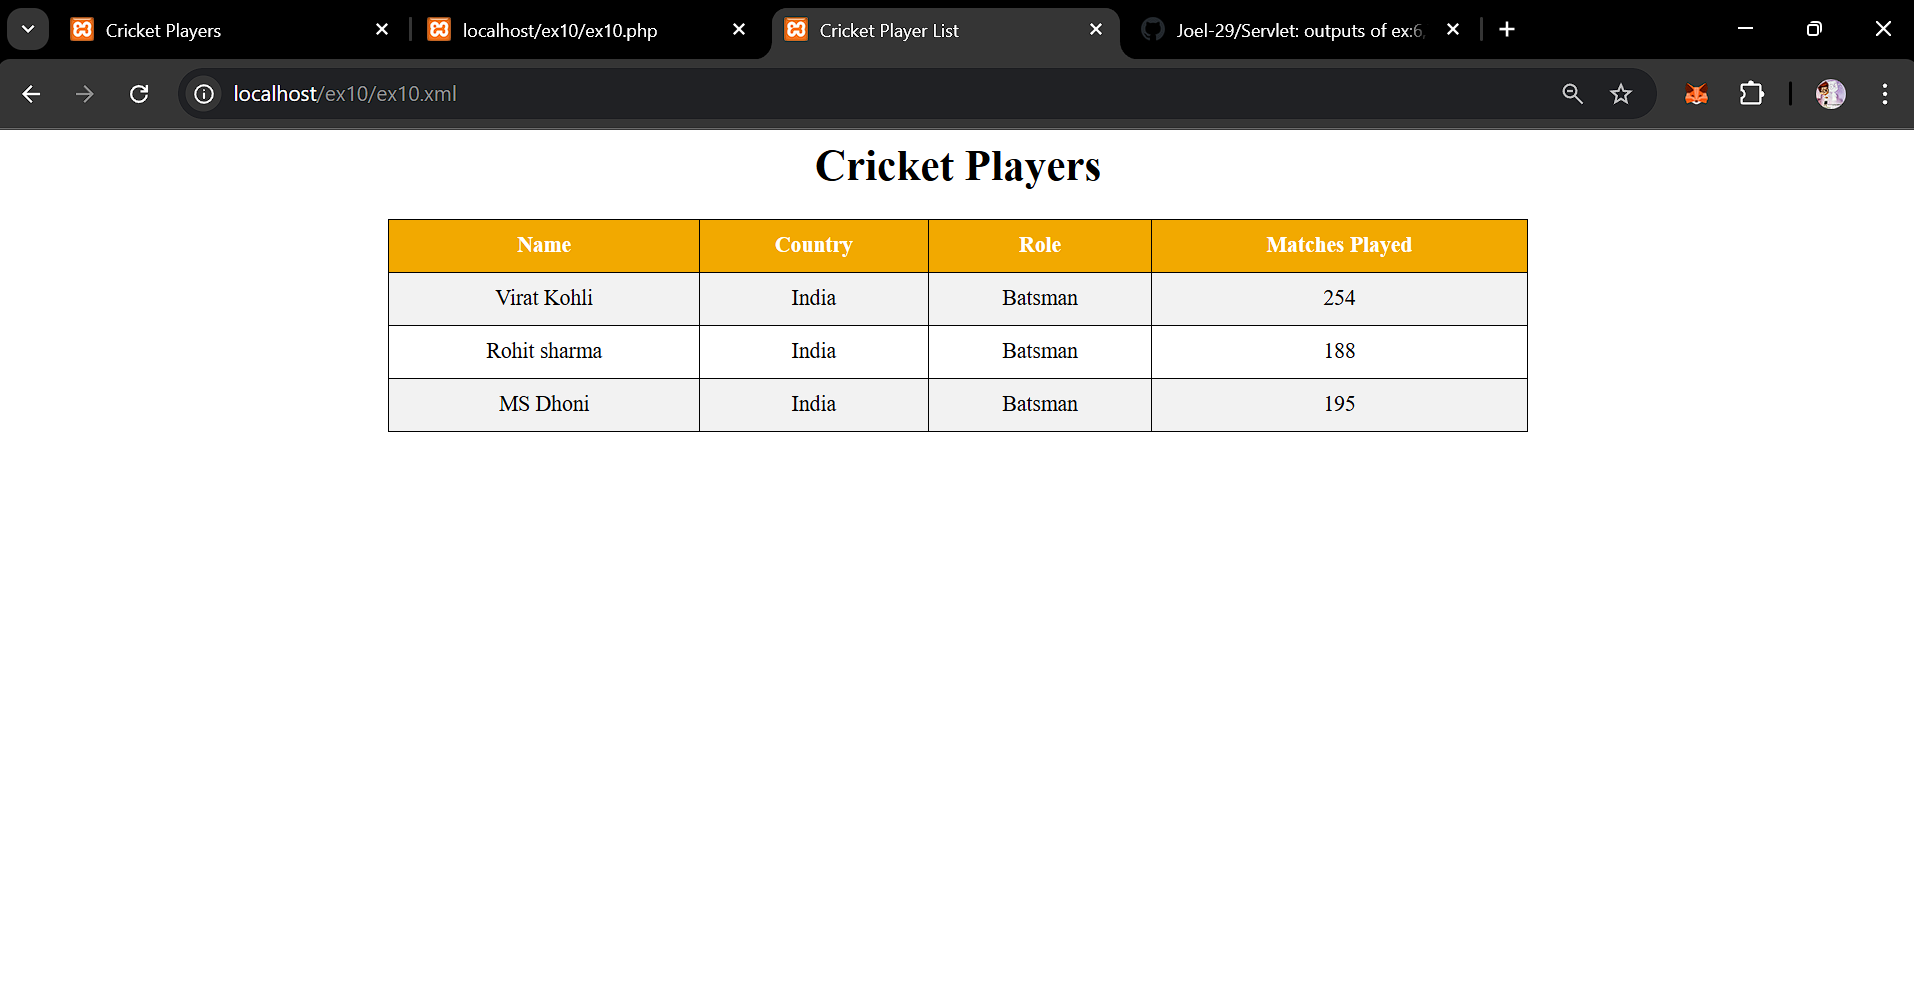 Cricket Players
localhost/ex10/ex10.php
Cricket Player List
Joel-29/Servlet: outputs of ex:6,
localhost/ex10/ex10.xml
Cricket Players
Name Country Role Matches Played
Virat Kohli India Batsman 254
Rohit sharma India Batsman 188
MS Dhoni India Batsman 195